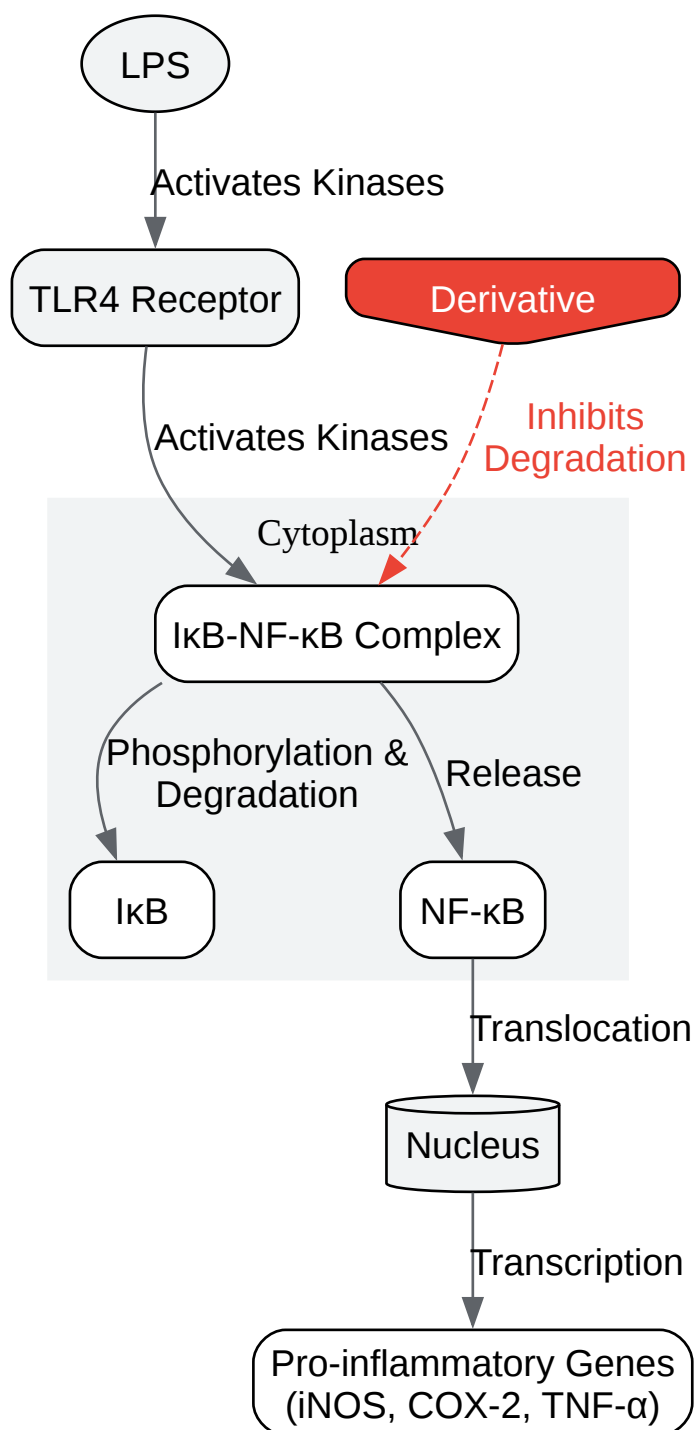 LPS
Activates Kinases
TLR4 Receptor
Derivative
Activates Kinases
Inhibits
Degradation
Cytoplasm
IκB-NF-κB Complex
Phosphorylation &
Degradation
Release
IκB
NF-κB
Translocation
Nucleus
Transcription
Pro-inflammatory Genes
(iNOS, COX-2, TNF-α)